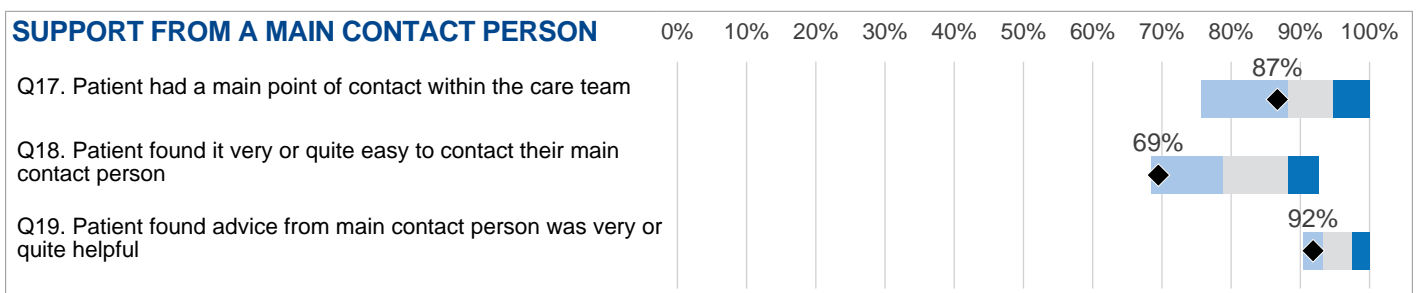 SUPPORT FROM A MAIN CONTACT PERSON 0% 10% 20% 30% 40% 50% 60% 70% 80% 90% 100%
87%
Q17. Patient had a main point of contact within the care team
69%
Q18. Patient found it very or quite easy to contact their main
contact person
92%
Q19. Patient found advice from main contact person was very or
quite helpful